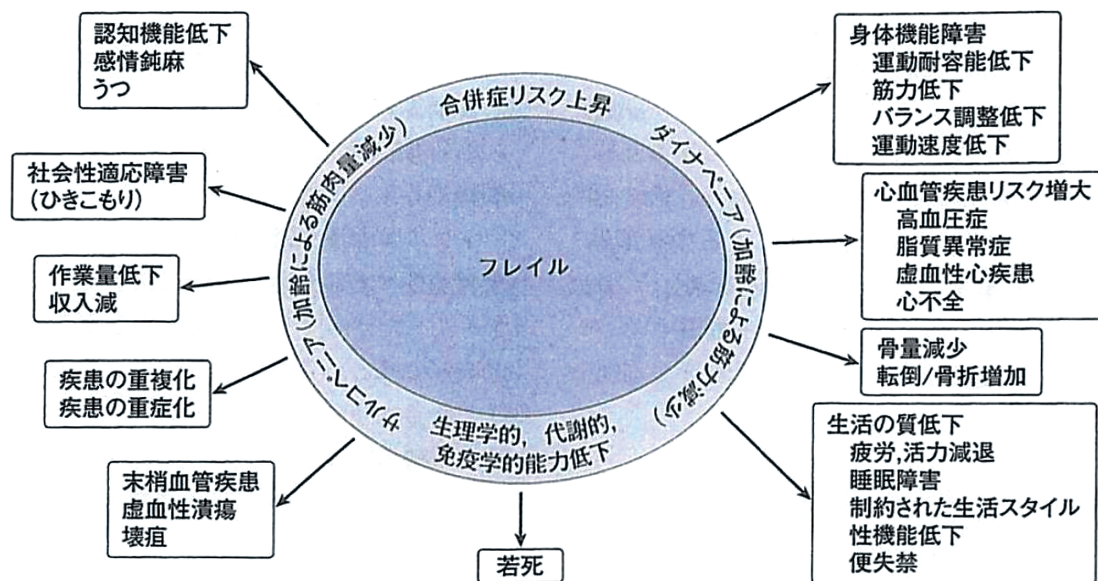 認知機能低下
感情鈍麻
うつ
社会性適応障害
(ひきこもり)
作業量低下
収入減
疾患の重複化
疾患の重症化
末梢血管疾患
虚血性潰瘍
壊疽
合併症リスク上昇
サルコペニア(加齢による筋肉量減少)
ダイナペニア(加齢による筋力減少)
フレイル
生理学的, 代謝的,
免疫学的能力低下
若死
身体機能障害
運動耐容能低下
筋力低下
バランス調整低下
運動速度低下
心血管疾患リスク増大
高血圧症
脂質異常症
虚血性心疾患
心不全
骨量減少
転倒/骨折増加
生活の質低下
疲労,活力減退
睡眠障害
制約された生活スタイル
性機能低下
便失禁